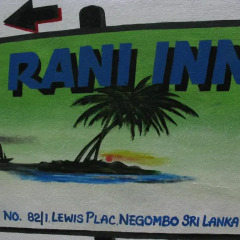 RANI INN
No. 82/1. LEWIS PLAC, NEGOMBO SRI LANKA